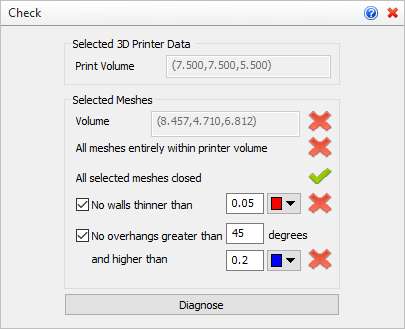 Check
Selected 3D Printer Data
Print Volume (7.500,7.500,5.500)
Selected Meshes
Volume (8.457,4.710,6.812)
All meshes entirely within printer volume
All selected meshes closed
No walls thinner than 0.05
No overhangs greater than 45 degrees
and higher than 0.2
Diagnose